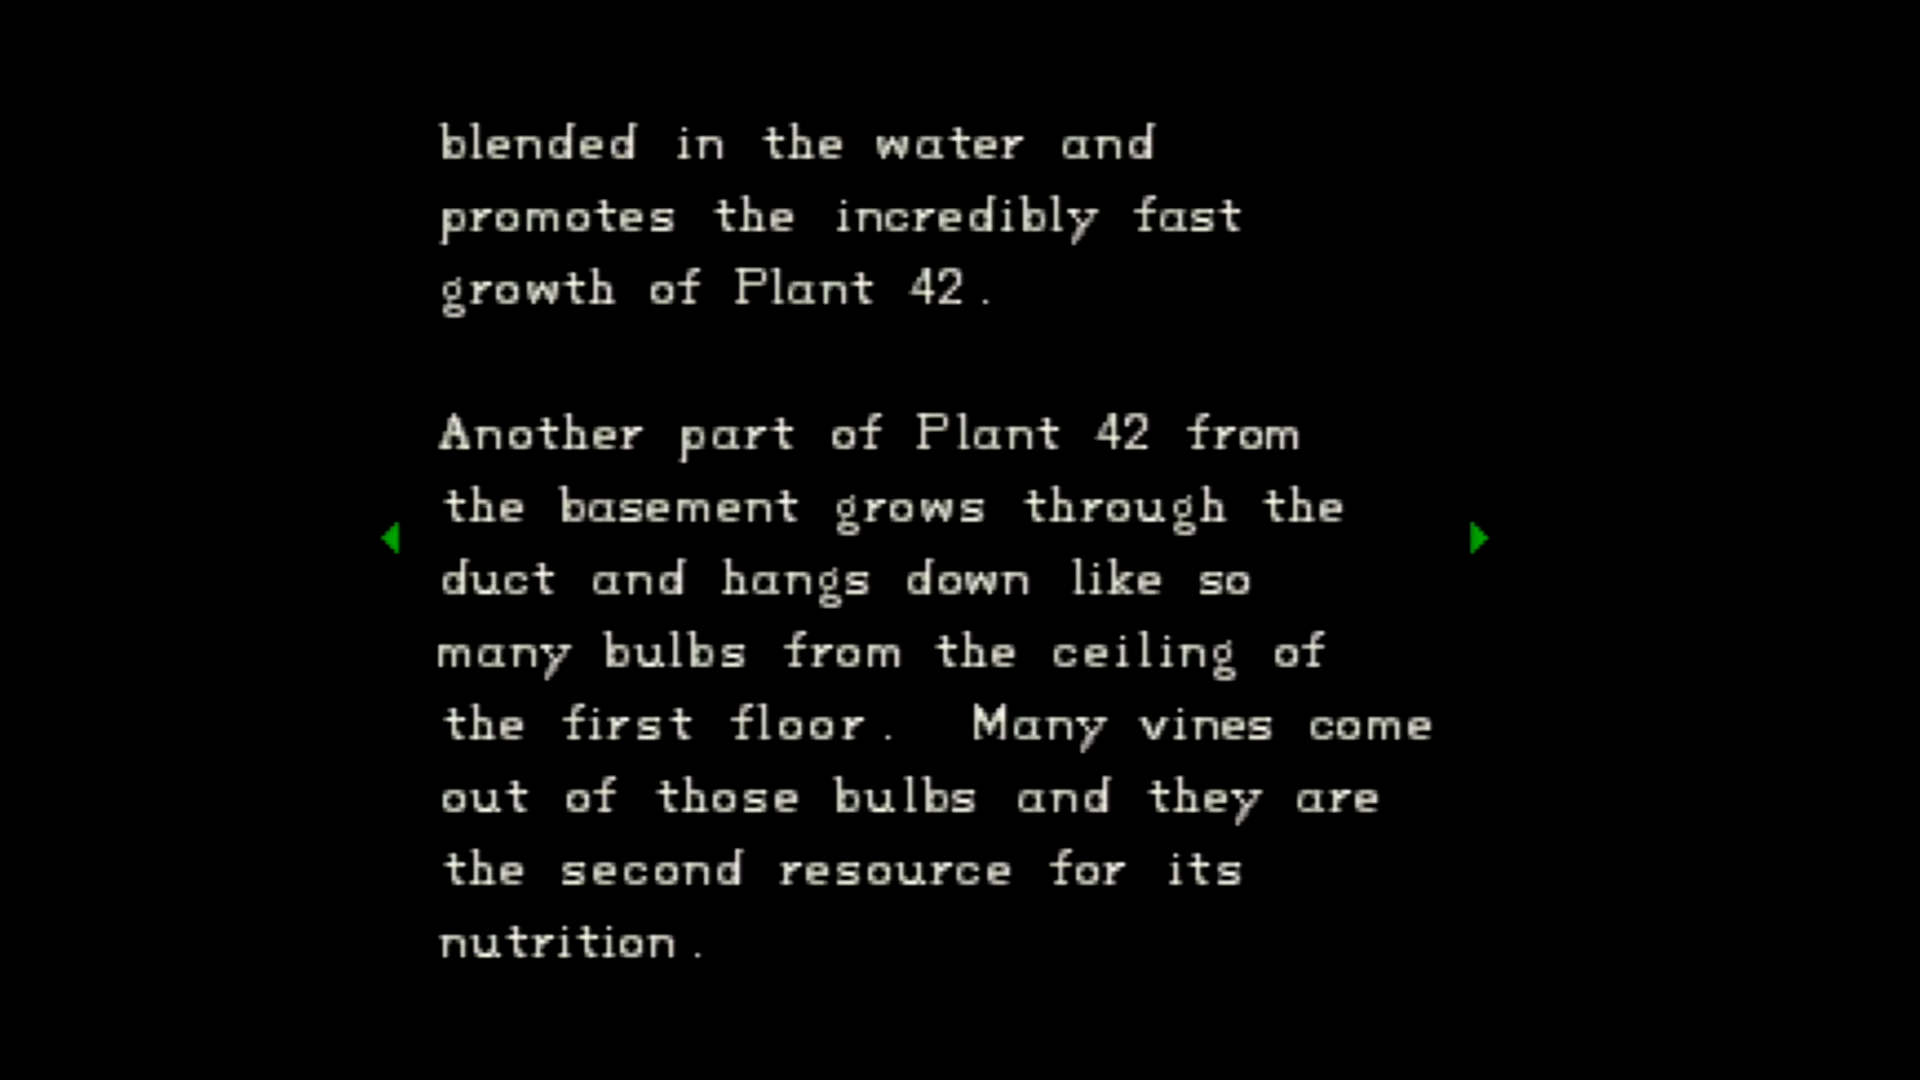 blended in the water and
promotes the incredibly fast
growth of Plant 42.
Another part of Plant 42 from
the basement grows through the
duct and hangs down like so
many bulbs from the ceiling of
the first floor.  Many vines come
out of those bulbs and they are
the second resource for its
nutrition.